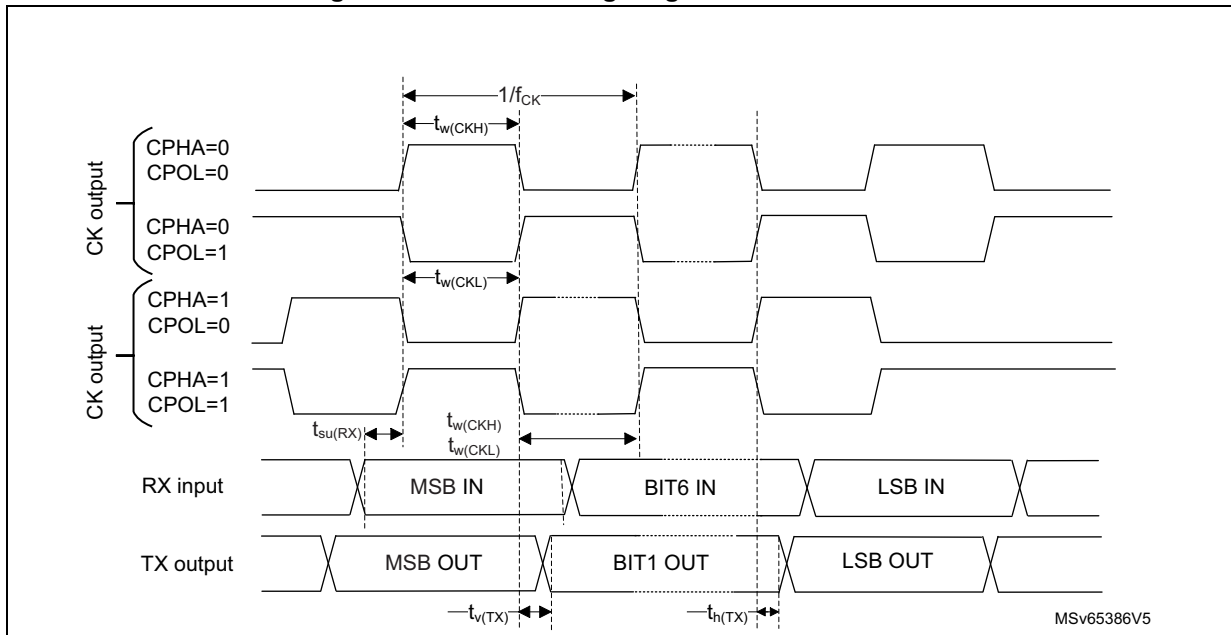 1/fCK
tw(CKH)
CK output
CPHA=0
CPOL=0
CPHA=0
CPOL=1
tw(CKL)
CK output
CPHA=1
CPOL=0
CPHA=1
CPOL=1
tsu(RX)
tw(CKH)
tw(CKL)
RX input
MSB IN
BIT6 IN
LSB IN
TX output
MSB OUT
BIT1 OUT
LSB OUT
tv(TX)
th(TX)
MSv65386V5